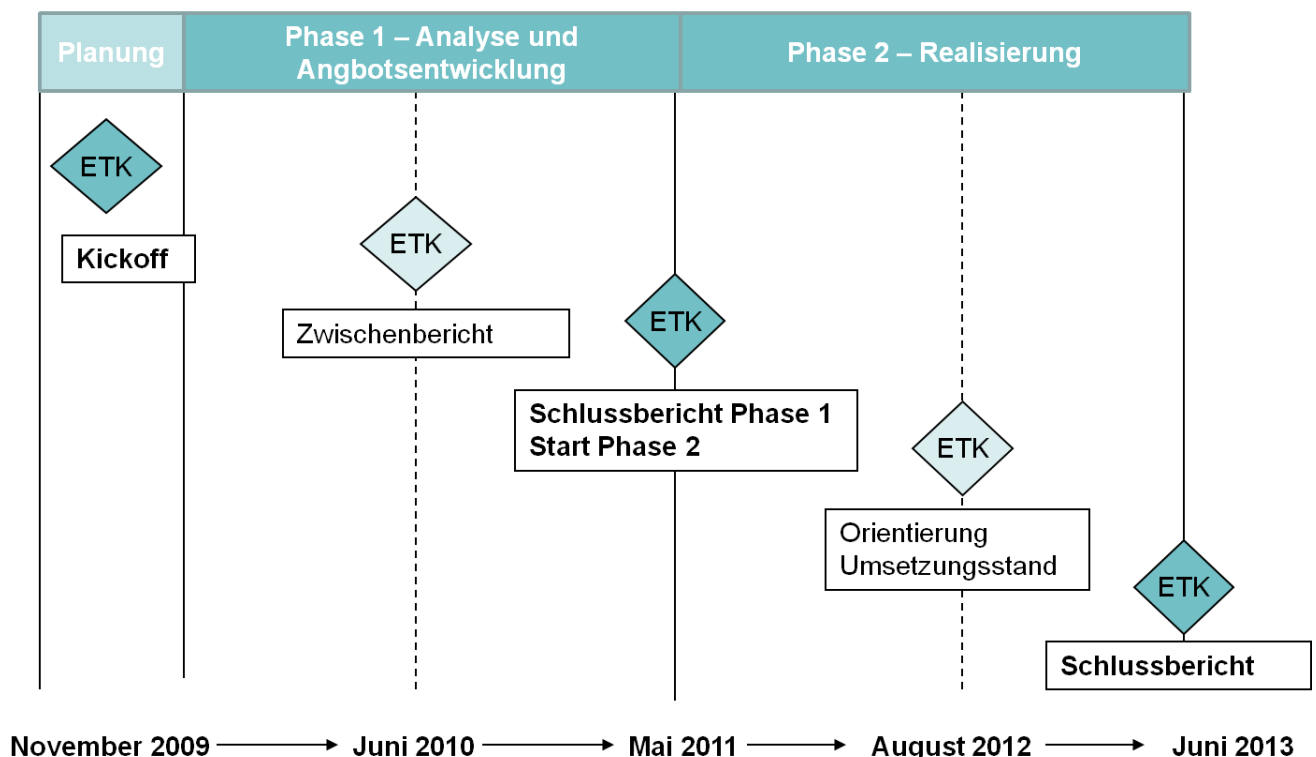 Planung
Phase 1 – Analyse und
Angbotsentwicklung
Phase 2 – Realisierung
ETK
Kickoff
ETK
Zwischenbericht
ETK
Schlussbericht Phase 1
Start Phase 2
ETK
Orientierung
Umsetzungsstand
ETK
Schlussbericht
November 2009
Juni 2010
Mai 2011
August 2012
Juni 2013